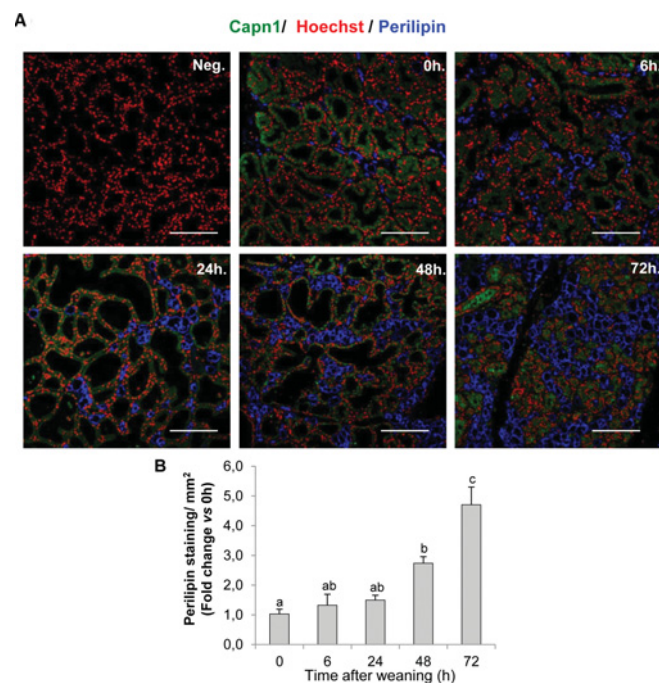 A
Capn1/ Hoechst / Perilipin
Neg.
0h.
6h.
24h.
48h.
72h.
B
Perilipin staining/ mm²
(Fold change vs 0h)
6,0
5,0
4,0
3,0
2,0
1,0
0,0
a
ab
ab
b
c
0 6 24 48 72
Time after weaning (h)